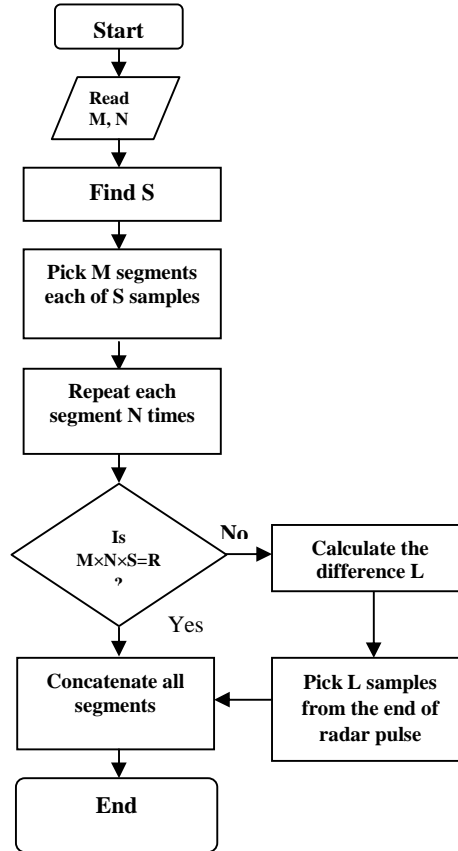 Start
Read
M, N
Find S
Pick M segments
each of S samples
Repeat each
segment N times
Is
M×N×S=R
?
No
Calculate the
difference L
Yes
Concatenate all
segments
Pick L samples
from the end of
radar pulse
End